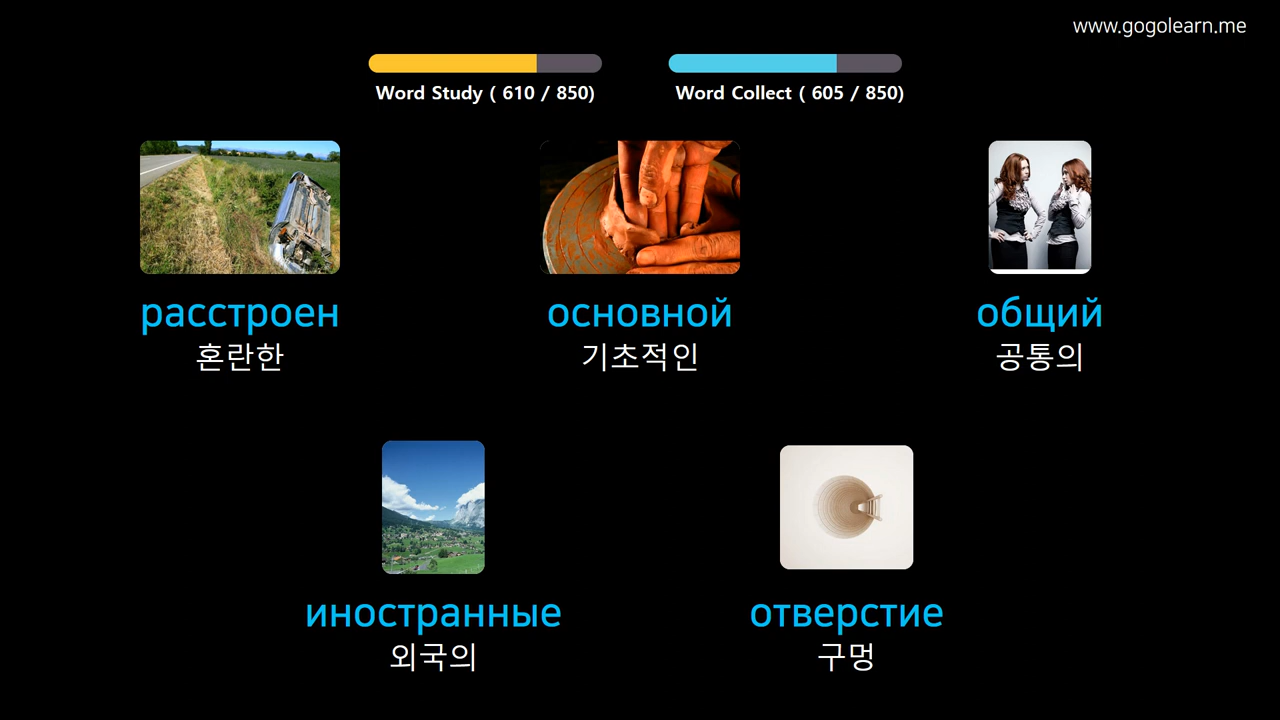 www.gogolearn.me
Word Study ( 610 / 850)
Word Collect ( 605 / 850)
расстроен
혼란한
основной
기초적인
общий
공통의
иностранные
외국의
отверстие
구멍